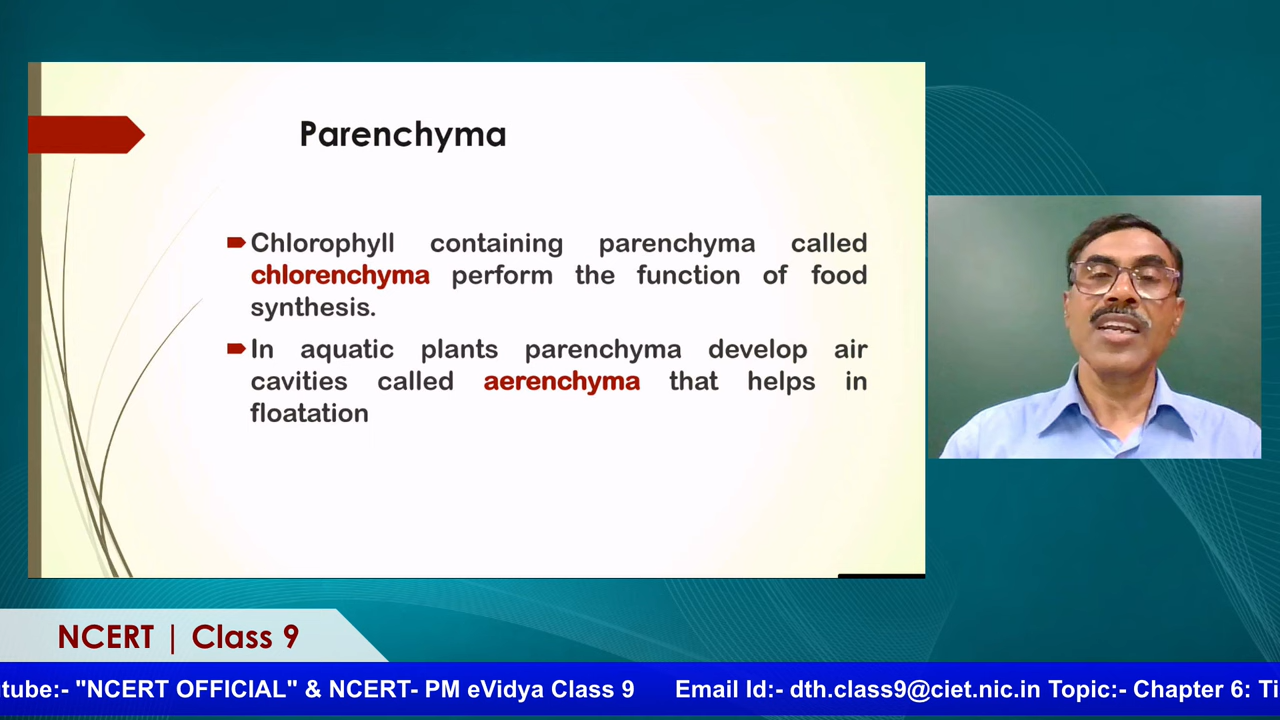 Parenchyma
Chlorophyll containing parenchyma called
chlorenchyma perform the function of food
synthesis.
In aquatic plants parenchyma develop air
cavities called aerenchyma that helps in
floatation
NCERT | Class 9
tube:- "NCERT OFFICIAL" & NCERT- PM eVidya Class 9 Email Id:- dth.class9@ciet.nic.in Topic:- Chapter 6: Ti